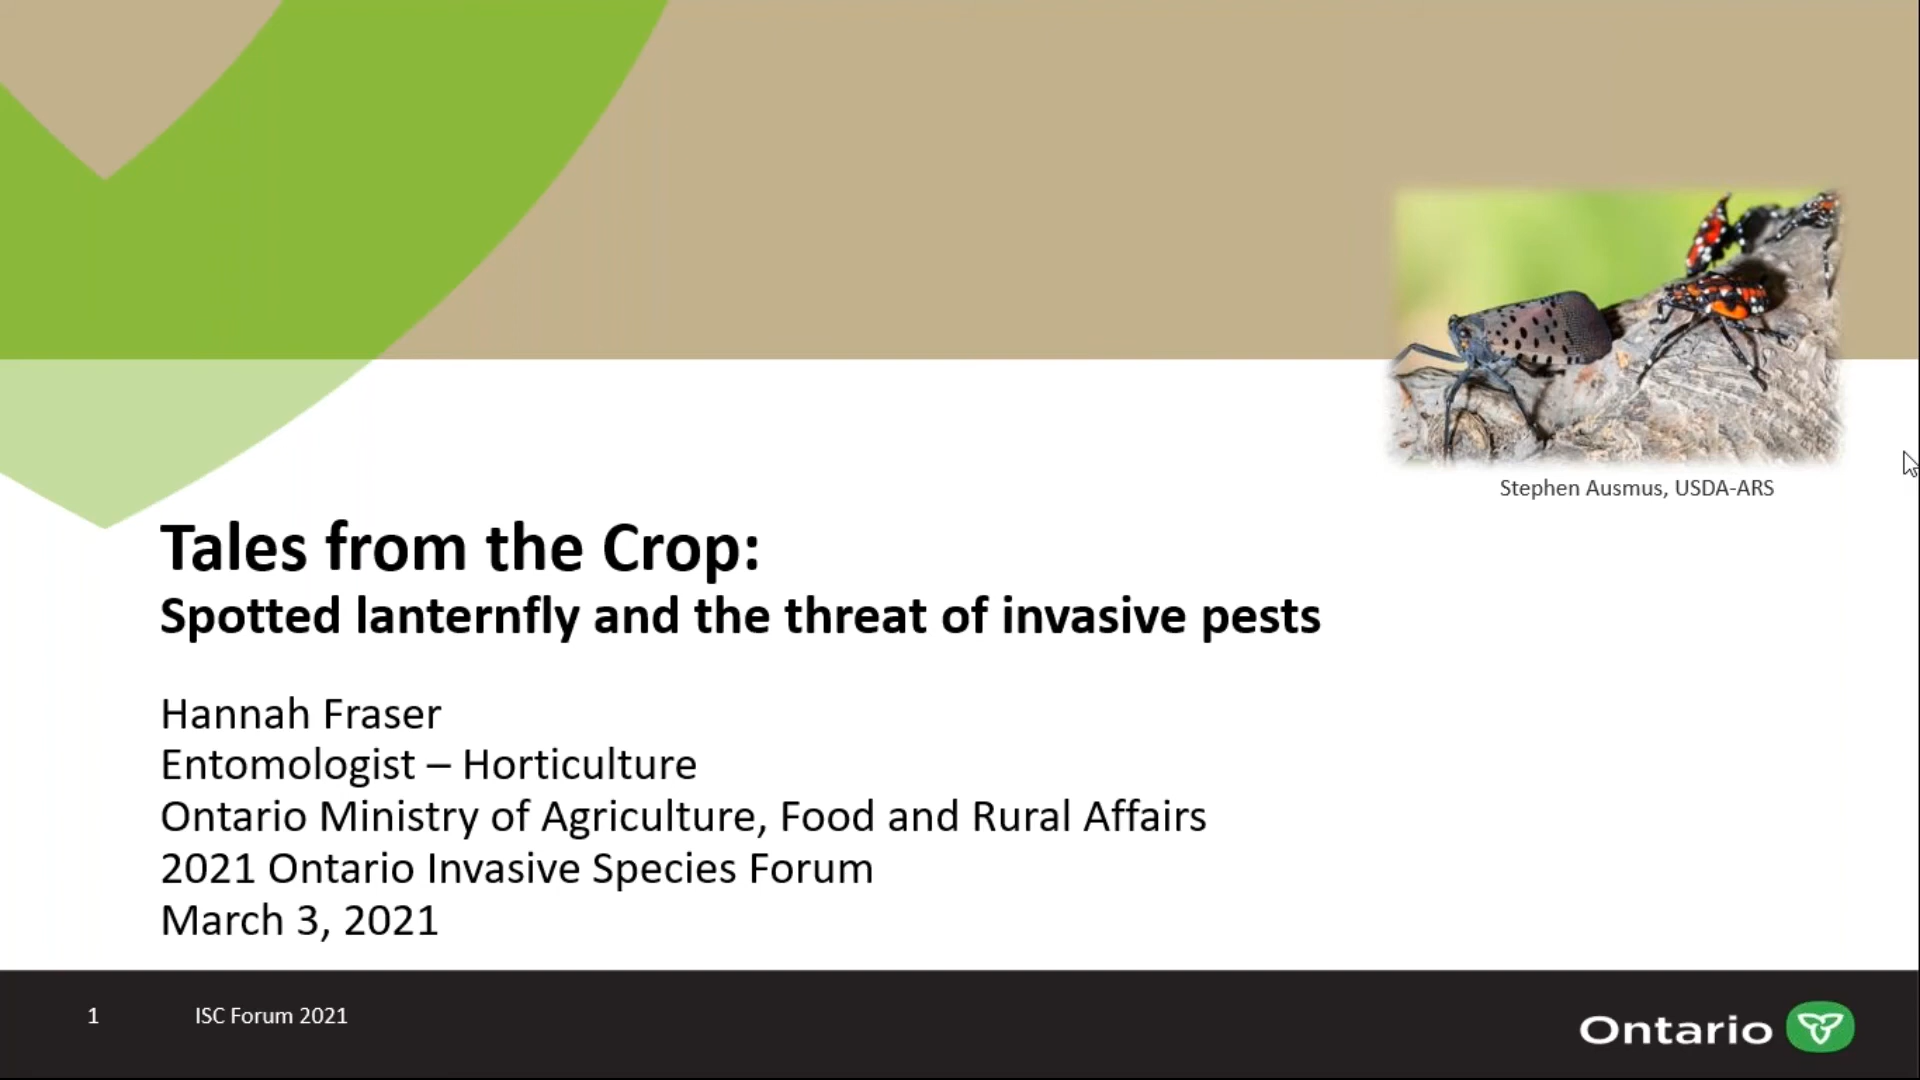 Stephen Ausmus, USDA-ARS
Tales from the Crop:
Spotted lanternfly and the threat of invasive pests
Hannah Fraser
Entomologist – Horticulture
Ontario Ministry of Agriculture, Food and Rural Affairs
2021 Ontario Invasive Species Forum
March 3, 2021
1
ISC Forum 2021
Ontario